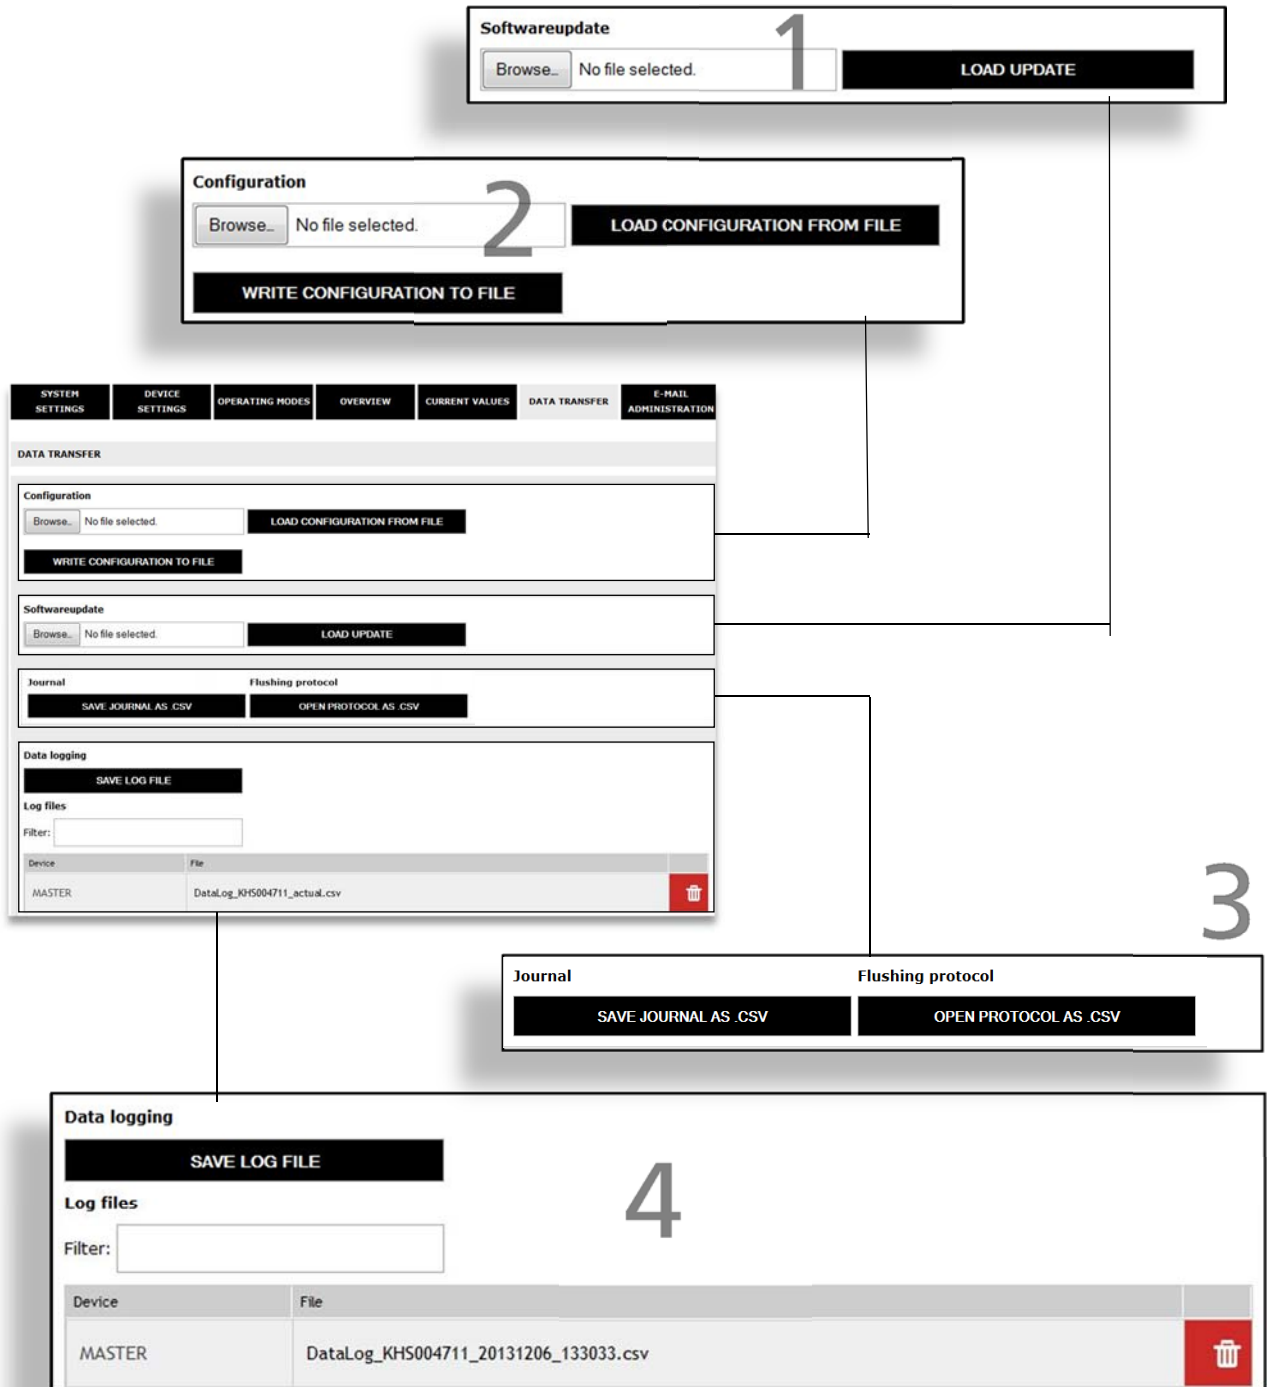 Softwareupdate
1
Browse_ No file selected. LOAD UPDATE
Configuration
2
Browse_ No file selected. LOAD CONFIGURATION FROM FILE
WRITE CONFIGURATION TO FILE
SYSTEM SETTINGS DEVICE SETTINGS OPERATING MODES OVERVIEW CURRENT VALUES DATA TRANSFER E-MAIL ADMINISTRATION
DATA TRANSFER
Configuration
Browse_ No file selected. LOAD CONFIGURATION FROM FILE
WRITE CONFIGURATION TO FILE
Softwareupdate
Browse_ No file selected. LOAD UPDATE
Journal Flushing protocol
SAVE JOURNAL AS .CSV OPEN PROTOCOL AS .CSV
Data logging
SAVE LOG FILE
Log files
Filter:
Device File
MASTER DataLog_KHS004711_actual.csv
3
Journal Flushing protocol
SAVE JOURNAL AS .CSV OPEN PROTOCOL AS .CSV
Data logging
SAVE LOG FILE
4
Log files
Filter:
Device File
MASTER DataLog_KHS004711_20131206_133033.csv